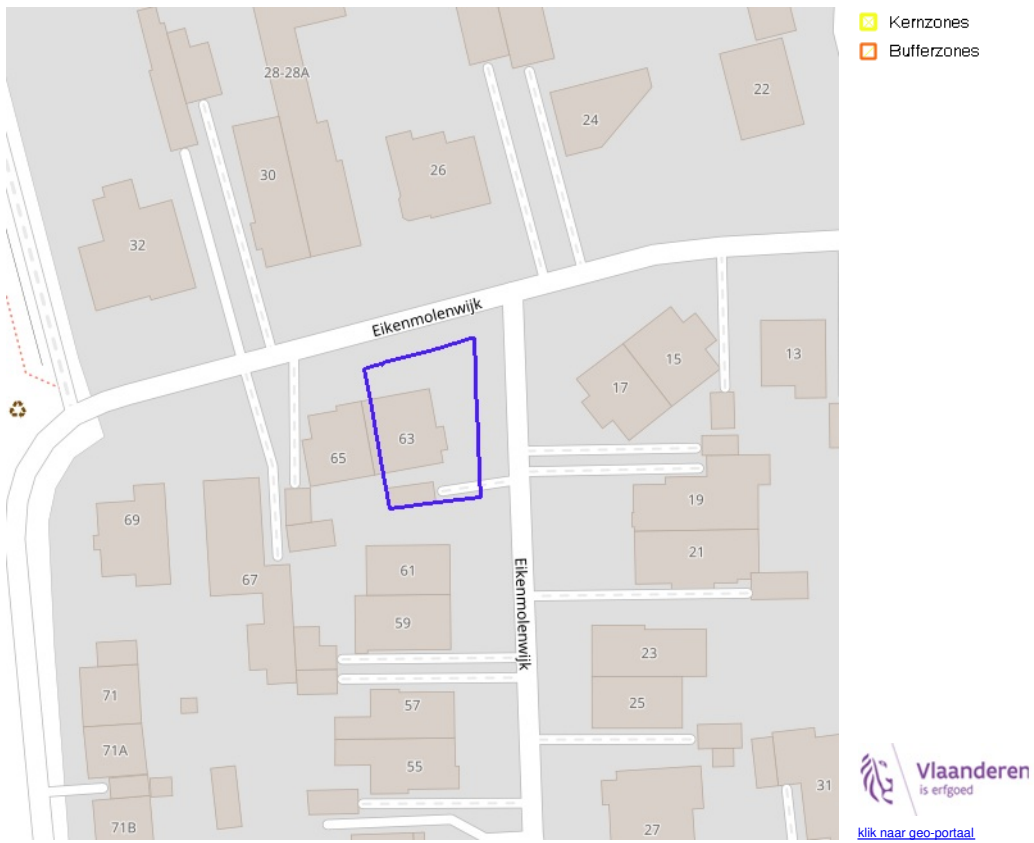 Kernzones
Bufferzones
28-28A
22
24
26
30
32
Eikenmolenwijk
13
15
17
63
65
69
19
21
61
67
59
Eikenmolenwijk
23
25
71
57
71A
55
31
71B
27
Vlaanderen
is erfgoed
klik naar geo-portaal